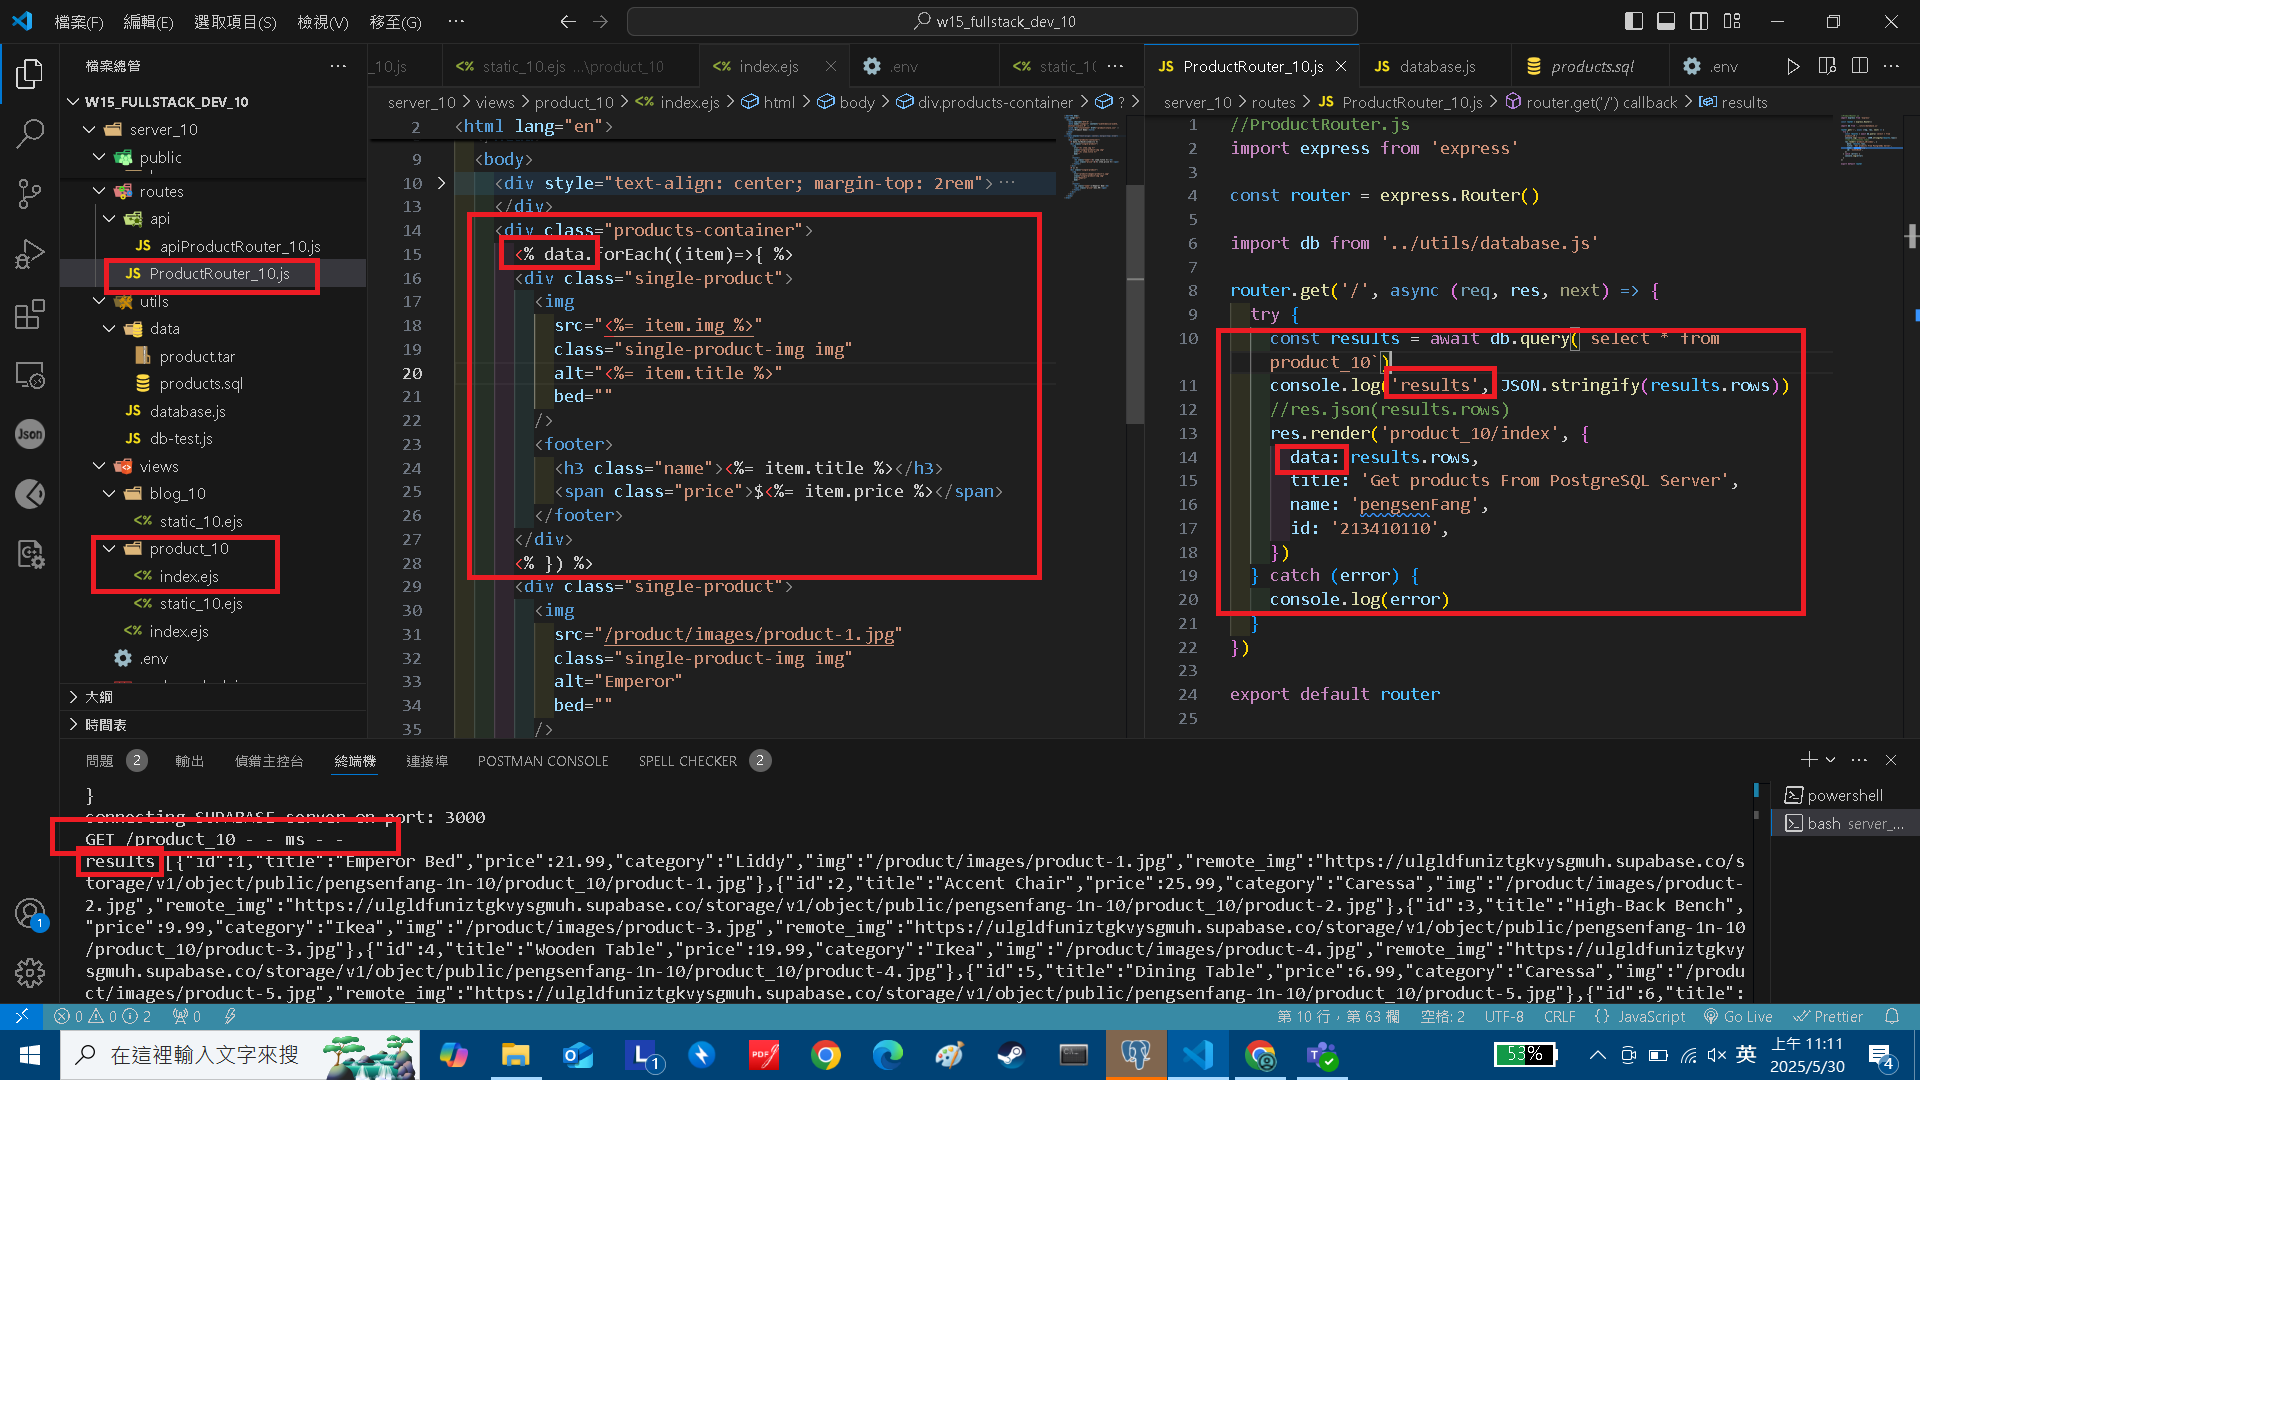 檔案(F) 編輯(E) 選取項目(S) 檢視(V) 移至(G) ··· w15_fullstack_dev_10
檔案總管 ···
W15_FULLSTACK_DEV_10
server_10
public
routes
api
JS apiProductRouter_10.js
JS ProductRouter_10.js
utils
data
product.tar
products.sql
JS database.js
JS db-test.js
views
blog_10
<% static_10.ejs
product_10
<% index.ejs
<% static_10.ejs
<% index.ejs
.env
大綱
時間表
_10.js <% static_10.ejs ...\product_10 <% index.ejs .env <% static_10 ···
server_10 > views > product_10 > <% index.ejs > html > body > div.products-container > ? >
2 <html lang="en">
9 <body>
10 <div style="text-align: center; margin-top: 2rem">···
13 </div>
14 <div class="products-container">
15 <% data.forEach((item)=>{ %>
16 <div class="single-product">
17 <img
18 src="<%= item.img %>"
19 class="single-product-img img"
20 alt="<%= item.title %>"
21 bed=""
22 />
23 <footer>
24 <h3 class="name"><%= item.title %></h3>
25 <span class="price">$<%= item.price %></span>
26 </footer>
27 </div>
28 <% }) %>
29 <div class="single-product">
30 <img
31 src="/product/images/product-1.jpg"
32 class="single-product-img img"
33 alt="Emperor"
34 bed=""
35 />
JS ProductRouter_10.js JS database.js products.sql .env ···
server_10 > routes > JS ProductRouter_10.js > router.get('/') callback > results
1 //ProductRouter.js
2 import express from 'express'
3
4 const router = express.Router()
5
6 import db from '../utils/database.js'
7
8 router.get('/', async (req, res, next) => {
9 try {
10 const results = await db.query( select * from
product_10`)
11 console.log('results', JSON.stringify(results.rows))
12 //res.json(results.rows)
13 res.render('product_10/index', {
14 data: results.rows,
15 title: 'Get products From PostgreSQL Server',
16 name: 'pengsenFang',
17 id: '213410110',
18 })
19 } catch (error) {
20 console.log(error)
21 }
22 })
23
24 export default router
25
問題 2 輸出 偵錯主控台 終端機 連接埠 POSTMAN CONSOLE SPELL CHECKER 2
}
connecting SUPABASE server on port: 3000
GET /product_10 - - ms - -
results [{"id":1,"title":"Emperor Bed","price":21.99,"category":"Liddy","img":"/product/images/product-1.jpg","remote_img":"https://ulgldfuniztgkvysgmuh.supabase.co/s
torage/v1/object/public/pengsenfang-1n-10/product_10/product-1.jpg"},{"id":2,"title":"Accent Chair","price":25.99,"category":"Caressa","img":"/product/images/product-
2.jpg","remote_img":"https://ulgldfuniztgkvysgmuh.supabase.co/storage/v1/object/public/pengsenfang-1n-10/product_10/product-2.jpg"},{"id":3,"title":"High-Back Bench",
"price":9.99,"category":"Ikea","img":"/product/images/product-3.jpg","remote_img":"https://ulgldfuniztgkvysgmuh.supabase.co/storage/v1/object/public/pengsenfang-1n-10
/product_10/product-3.jpg"},{"id":4,"title":"Wooden Table","price":19.99,"category":"Ikea","img":"/product/images/product-4.jpg","remote_img":"https://ulgldfuniztgkvy
sgmuh.supabase.co/storage/v1/object/public/pengsenfang-1n-10/product_10/product-4.jpg"},{"id":5,"title":"Dining Table","price":6.99,"category":"Caressa","img":"/produ
ct/images/product-5.jpg","remote_img":"https://ulgldfuniztgkvysgmuh.supabase.co/storage/v1/object/public/pengsenfang-1n-10/product_10/product-5.jpg"},{"id":6,"title":
powershell
bash server_...
Json
1
0 0 2 0 第 10 行，第 63 欄 空格: 2 UTF-8 CRLF {} JavaScript Go Live Prettier
在這裡輸入文字來搜 L 1 PDF 53% 英 上午 11:11
2025/5/30 4